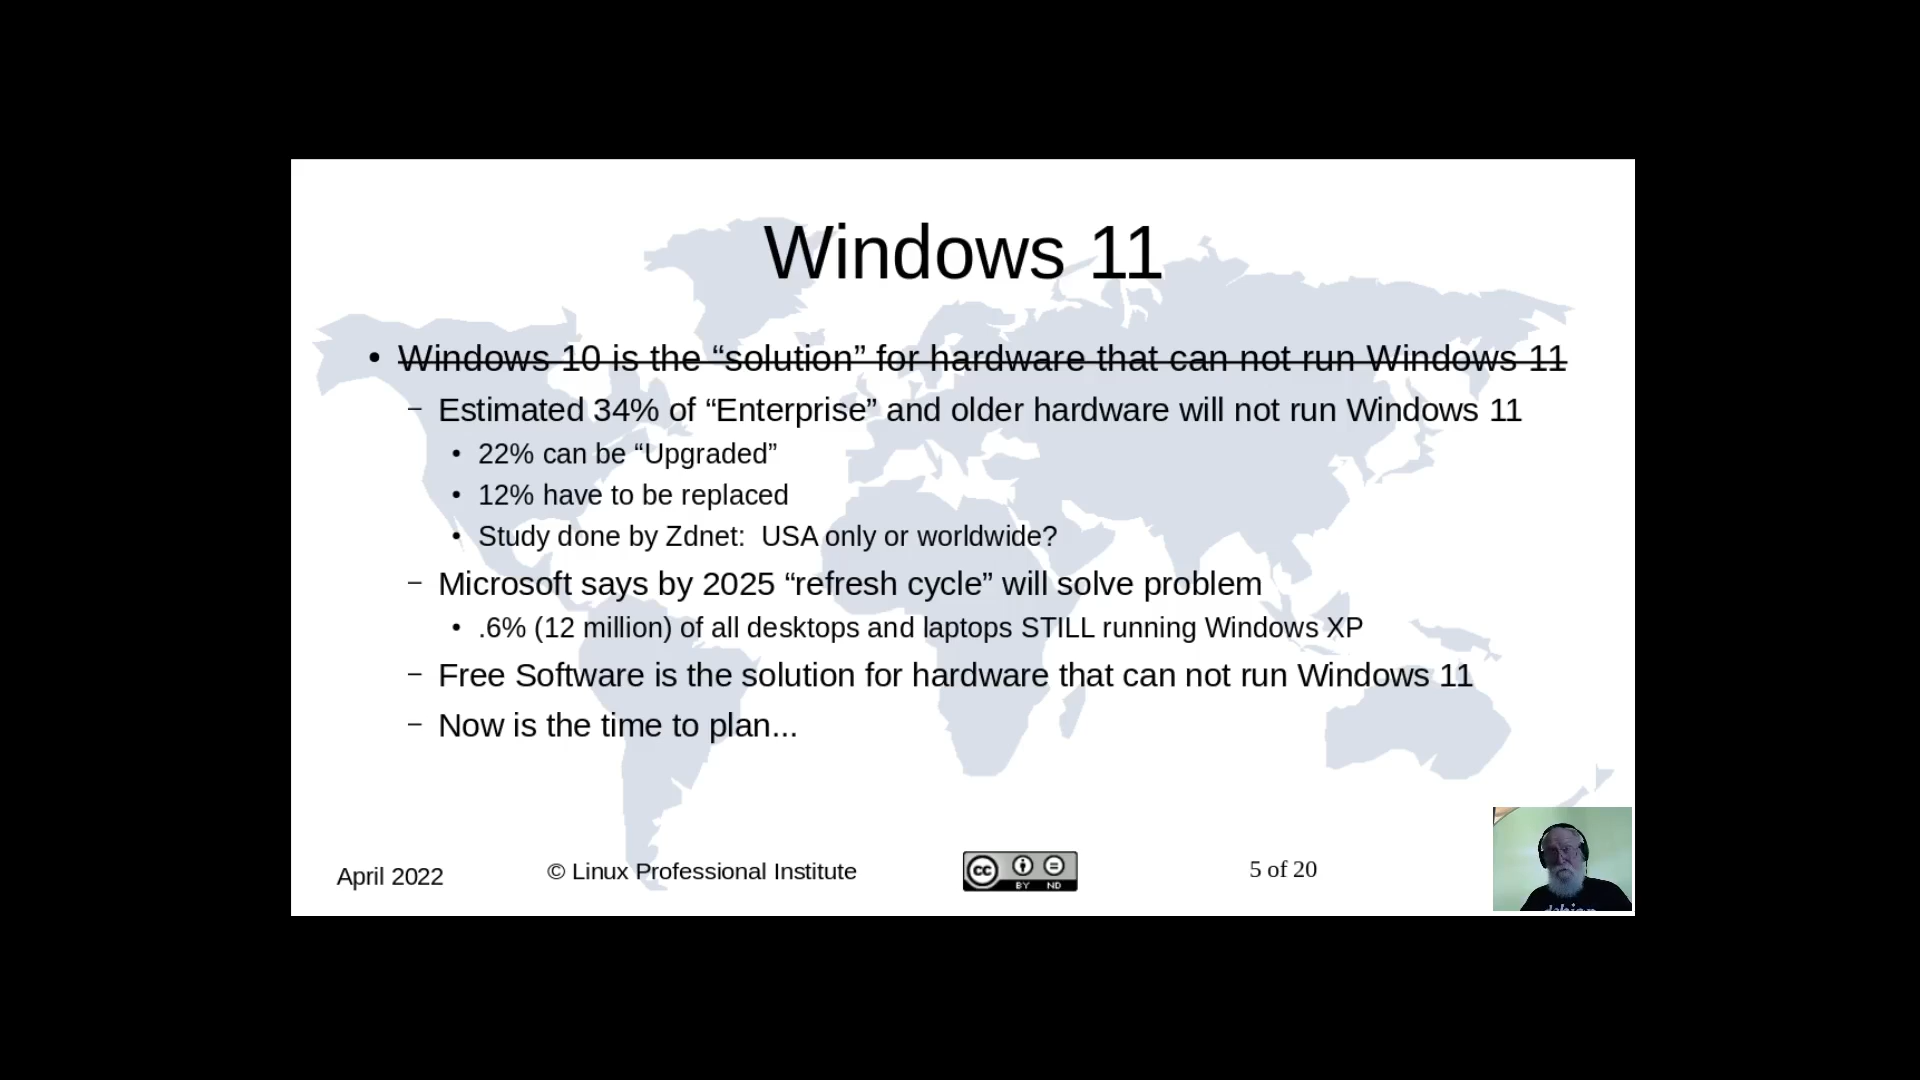 Windows 11
• Windows 10 is the “solution” for hardware that can not run Windows 11
– Estimated 34% of “Enterprise” and older hardware will not run Windows 11
• 22% can be “Upgraded”
• 12% have to be replaced
• Study done by Zdnet:  USA only or worldwide?
– Microsoft says by 2025 “refresh cycle” will solve problem
• .6% (12 million) of all desktops and laptops STILL running Windows XP
– Free Software is the solution for hardware that can not run Windows 11
– Now is the time to plan...
April 2022
© Linux Professional Institute
cc BY ND
5 of 20